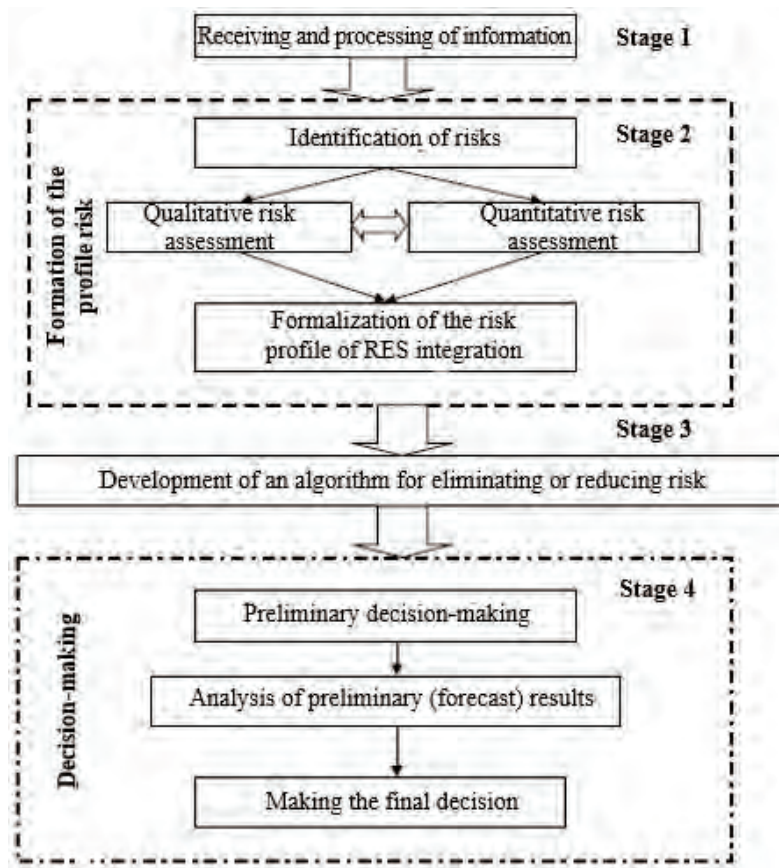 Receiving and processing of information
Stage 1
Stage 2
Identification of risks
Formation of the
profile risk
Qualitative risk
assessment
Quantitative risk
assessment
Formalization of the risk
profile of RES integration
Stage 3
Development of an algorithm for eliminating or reducing risk
Stage 4
Decision-making
Preliminary decision-making
Analysis of preliminary (forecast) results
Making the final decision